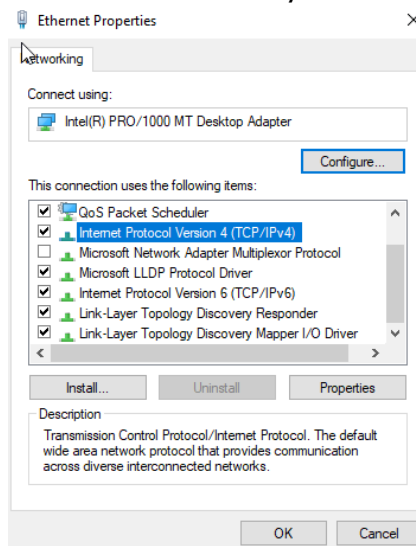 Ethernet Properties
Networking
Connect using:
Intel(R) PRO/1000 MT Desktop Adapter
Configure...
This connection uses the following items:
QoS Packet Scheduler
Internet Protocol Version 4 (TCP/IPv4)
Microsoft Network Adapter Multiplexor Protocol
Microsoft LLDP Protocol Driver
Internet Protocol Version 6 (TCP/IPv6)
Link-Layer Topology Discovery Responder
Link-Layer Topology Discovery Mapper I/O Driver
Install... Uninstall Properties
Description
Transmission Control Protocol/Internet Protocol. The default
wide area network protocol that provides communication
across diverse interconnected networks.
OK Cancel